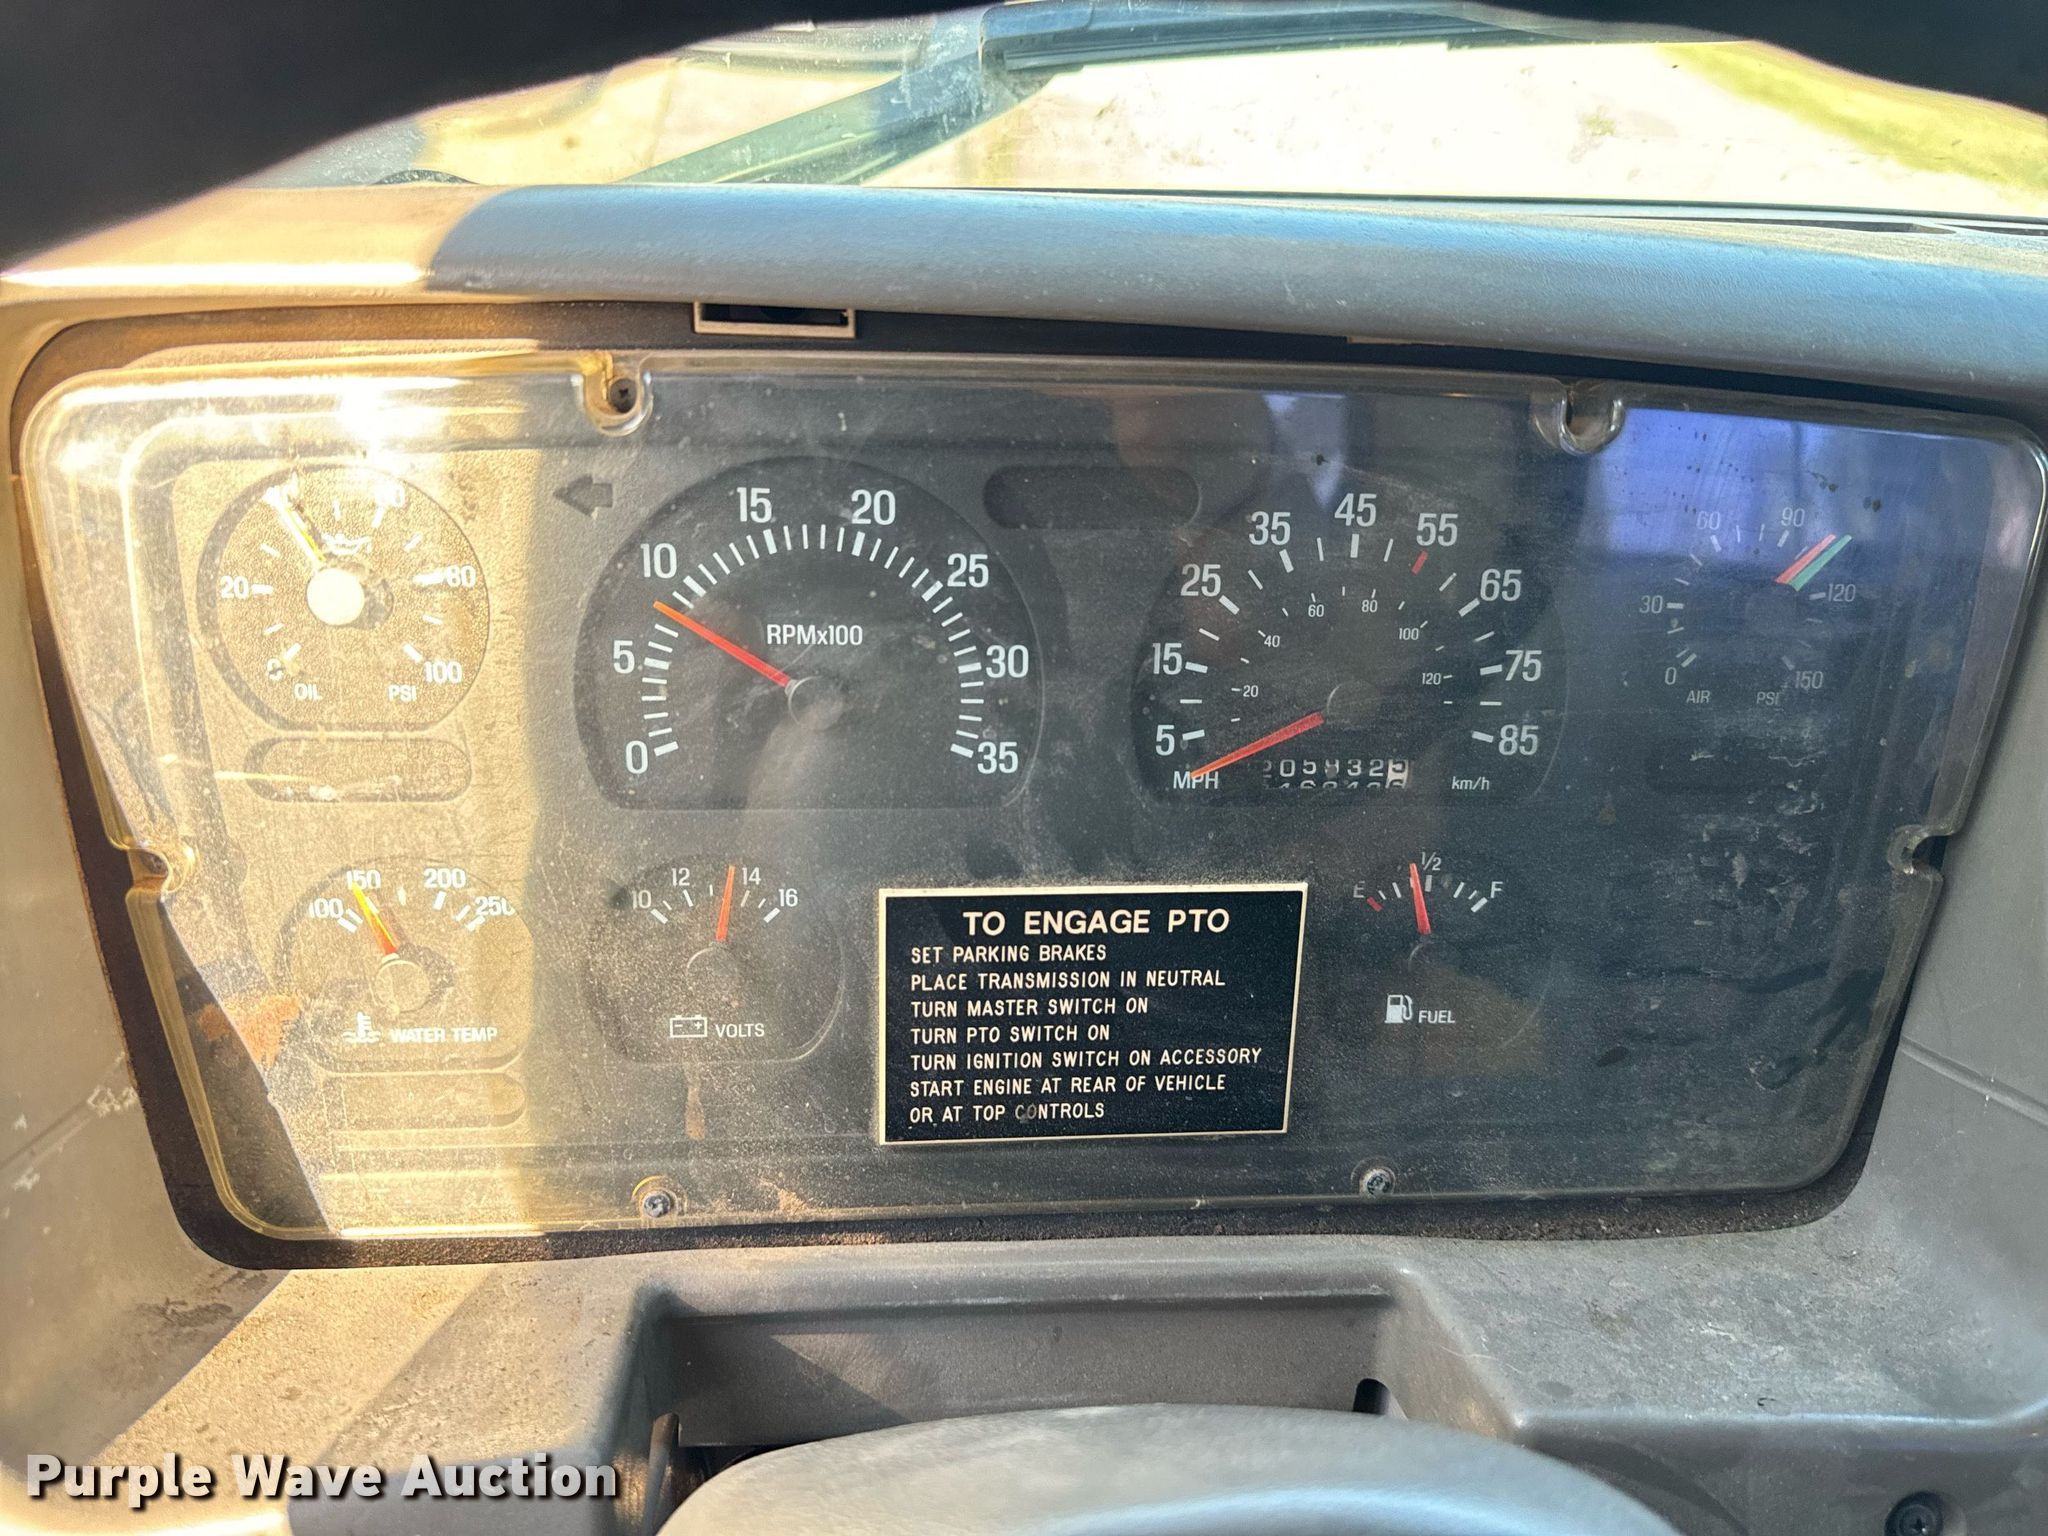 40 60
20 80
0 100
OIL PSI
15 20
10 25
RPMx100
5 30
0 35
45
35 55
25 65
15 75
5 85
60 80
40 100
20 120
MPH km/h
60 90
30 120
0 150
AIR PSI
150 200
100 250
WATER TEMP
12 14
10 16
VOLTS
TO ENGAGE PTO
SET PARKING BRAKES
PLACE TRANSMISSION IN NEUTRAL
TURN MASTER SWITCH ON
TURN PTO SWITCH ON
TURN IGNITION SWITCH ON ACCESSORY
START ENGINE AT REAR OF VEHICLE
OR AT TOP CONTROLS
1/2
E F
FUEL
Purple Wave Auction